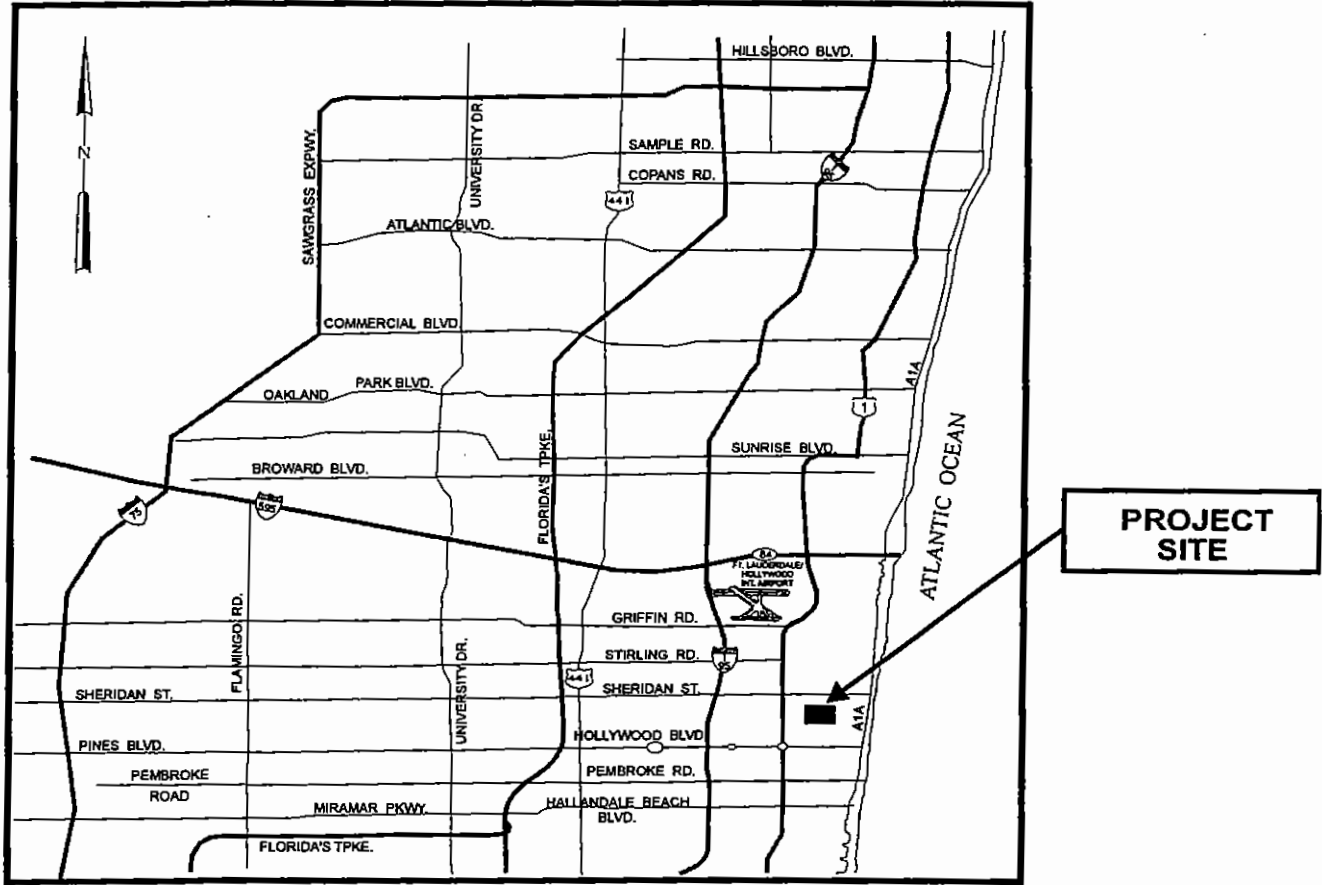 HILLSBORO BLVD.
N
SAWGRASS EXPWY.
UNIVERSITY DR.
SAMPLE RD.
COPANS RD.
441
95
ATLANTIC BLVD.
COMMERCIAL BLVD.
A1A
OAKLAND PARK BLVD.
1
SUNRISE BLVD.
BROWARD BLVD.
FLORIDA'S TPKE.
ATLANTIC OCEAN
75
595
PROJECT
SITE
84
FT. LAUDERDALE/
HOLLYWOOD
INT. AIRPORT
FLAMINGO RD.
GRIFFIN RD.
STIRLING RD.
95
441
UNIVERSITY DR.
SHERIDAN ST.
SHERIDAN ST.
A1A
PINES BLVD.
HOLLYWOOD BLVD
PEMBROKE
ROAD
PEMBROKE RD.
MIRAMAR PKWY.
HALLANDALE BEACH
BLVD.
FLORIDA'S TPKE.